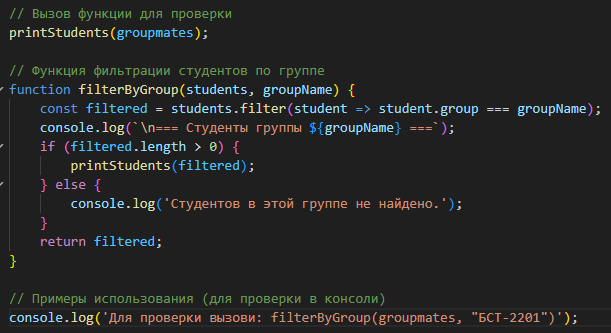 // Вызов функции для проверки
printStudents(groupmates);
// Функция фильтрации студентов по группе
function filterByGroup(students, groupName) {
    const filtered = students.filter(student => student.group === groupName);
    console.log(`\n=== Студенты группы ${groupName} ===`);
    if (filtered.length > 0) {
        printStudents(filtered);
    } else {
        console.log('Студентов в этой группе не найдено.');
    }
    return filtered;
}
// Примеры использования (для проверки в консоли)
console.log('Для проверки вызови: filterByGroup(groupmates, "БСТ-2201")');